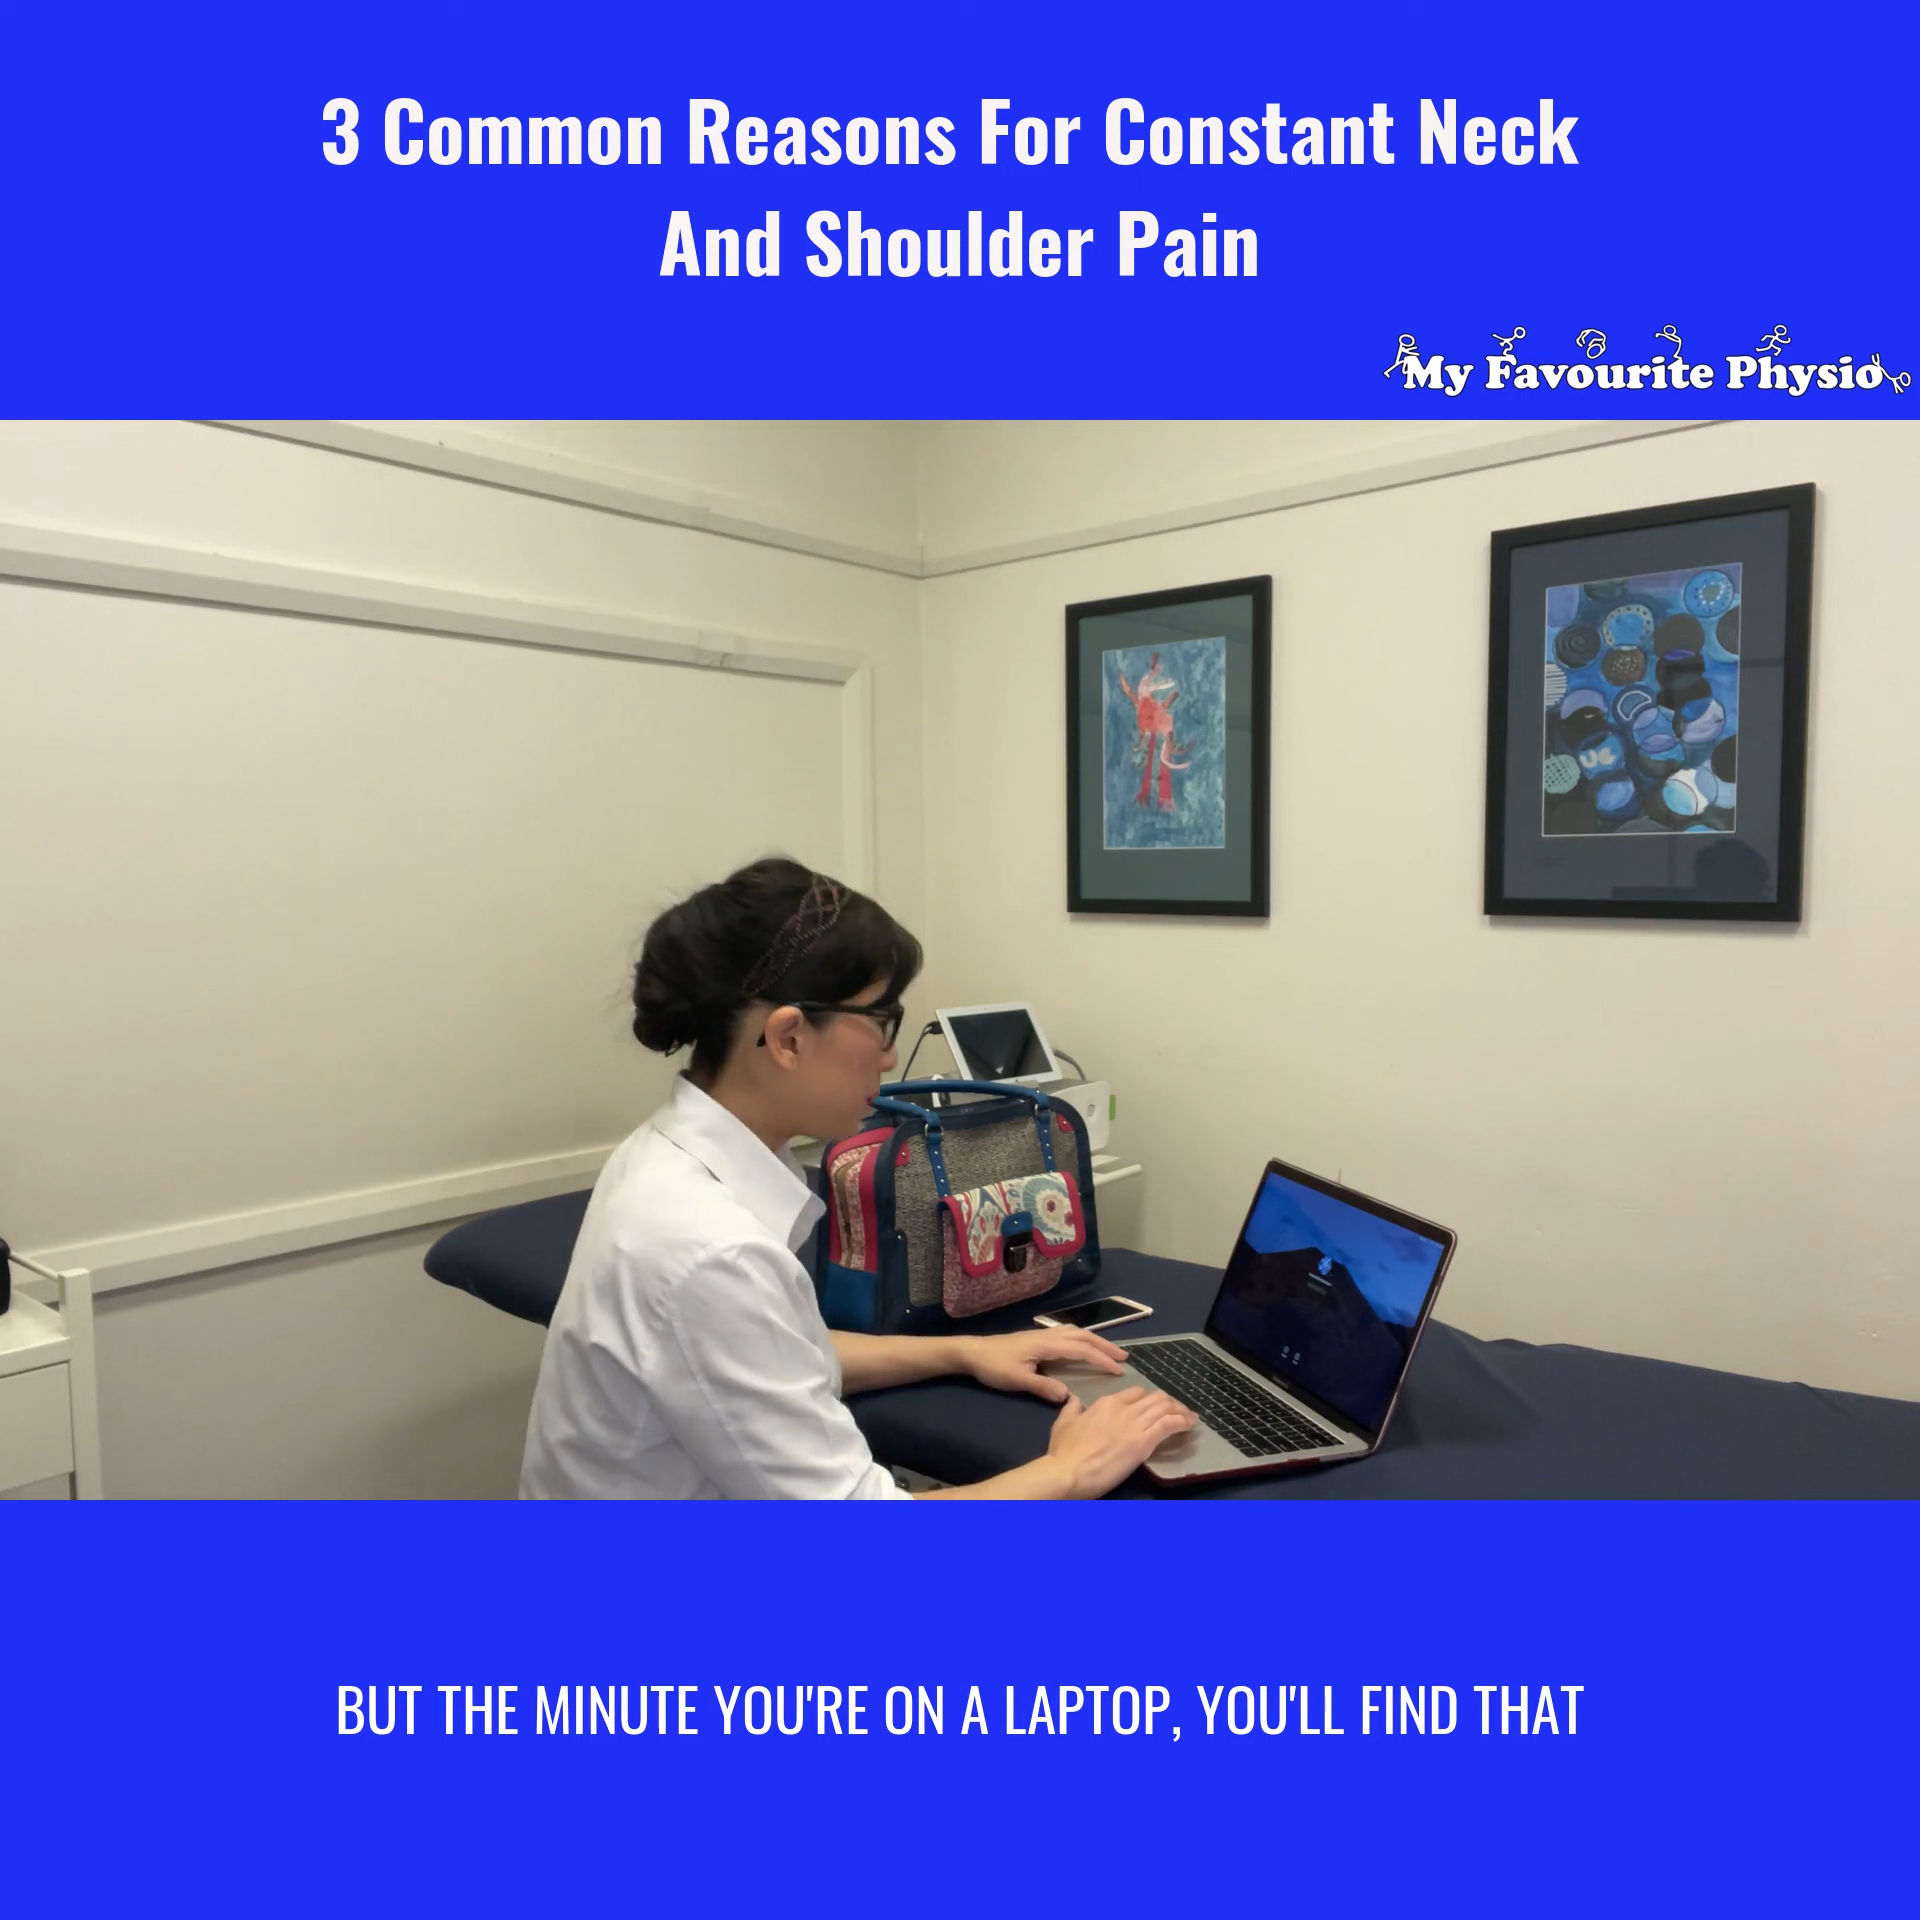 3 Common Reasons For Constant Neck
And Shoulder Pain
My Favourite Physio
BUT THE MINUTE YOU'RE ON A LAPTOP, YOU'LL FIND THAT